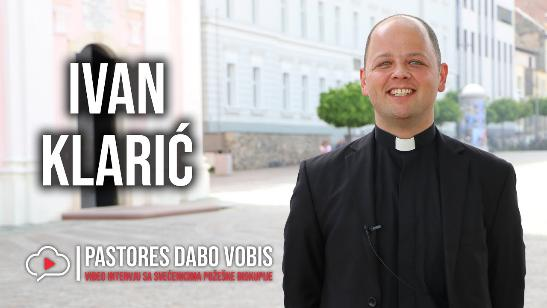 IVAN
KLARIĆ
PASTORES DABO VOBIS
VIDEO INTERVJU SA SVEĆENICIMA POŽEŠKE BISKUPIJE